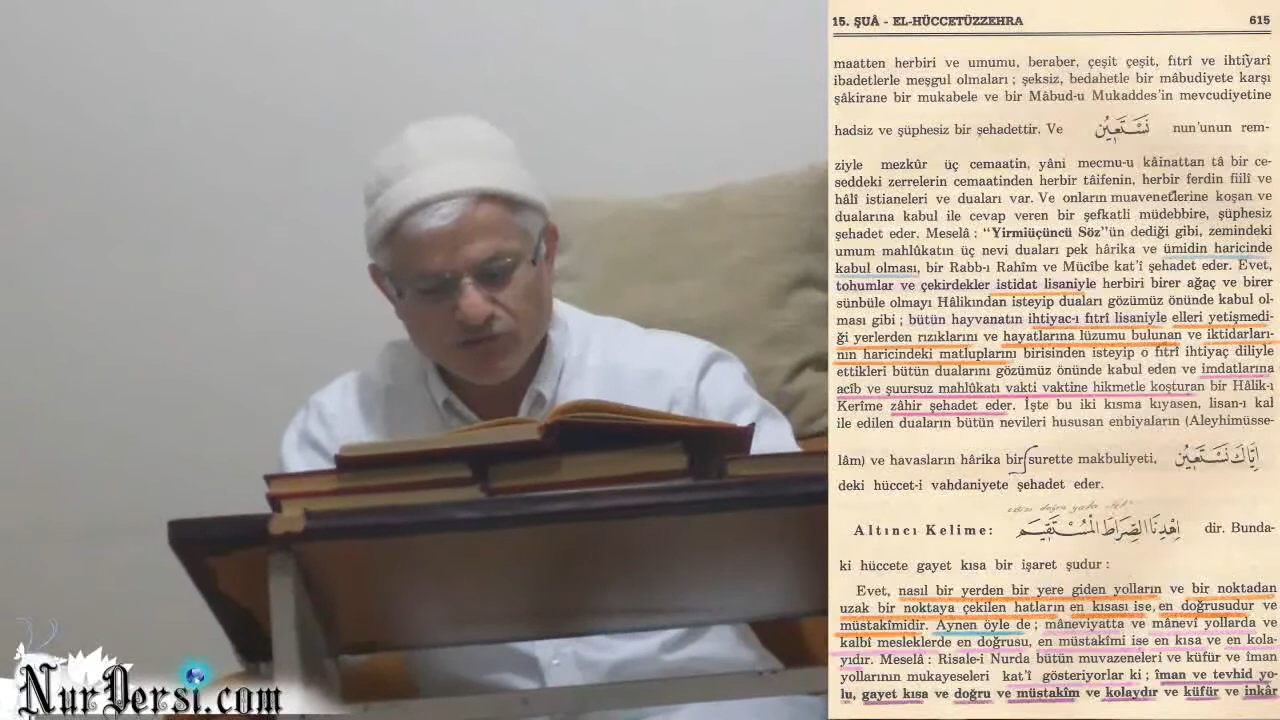 15. ŞUÂ - EL-HÜCCETÜZZEHRA 615
maatten herbiri ve umumu, beraber, çeşit çeşit, fıtrî ve ihtiyarî
ibadetlerle meşgul olmaları ; şeksiz, bedahetle bir mâbudiyete karşı
şâkirane bir mukabele ve bir Mâbud-u Mukaddes'in mevcudiyetine
hadsiz ve şüphesiz bir şehadettir. Ve نَسْتَعِينُ nun'unun rem-
ziyle mezkûr üç cemaatin, yâni mecmu-u kâinattan tâ bir ce-
seddeki zerrelerin cemaatinden herbir tâifenin, herbir ferdin fiilî ve
hâlî istianeleri ve duaları var. Ve onların muavenetlerine koşan ve
dualarına kabul ile cevap veren bir şefkatli müdebbire, şüphesiz
şehadet eder. Meselâ : "Yirmiüçüncü Söz"ün dediği gibi, zemindeki
umum mahlûkatın üç nevi duaları pek hârika ve ümidin haricinde
kabul olması, bir Rabb-ı Rahîm ve Mücîbe kat'î şehadet eder. Evet,
tohumlar ve çekirdekler istidat lisaniyle herbiri birer ağaç ve birer
sünbüle olmayı Hâlikından isteyip duaları gözümüz önünde kabul ol-
ması gibi ; bütün hayvanatın ihtiyac-ı fıtrî lisaniyle elleri yetişmedi-
ği yerlerden rızıklarını ve hayatlarına lüzumu bulunan ve iktidarları-
nın haricindeki matluplarını birisinden isteyip o fıtrî ihtiyaç diliyle
ettikleri bütün dualarını gözümüz önünde kabul eden ve imdatlarına
acîb ve şuursuz mahlûkatı vakti vaktine hikmetle koşturan bir Hâlik-ı
Kerîme zâhir şehadet eder. İşte bu iki kısma kıyasen, lisan-ı kal
ile edilen duaların bütün nevileri hususan enbiyaların (Aleyhimüsse-
lâm) ve havasların hârika bir surette makbuliyeti, اِيَّاكَ نَسْتَعِينُ
deki hüccet-i vahdaniyete şehadet eder.
Altıncı Kelime: اِهْدِنَا الصِّرَاطَ الْمُسْتَقِيمَ dir. Bunda-
ki hüccete gayet kısa bir işaret şudur :
Evet, nasıl bir yerden bir yere giden yolların ve bir noktadan
uzak bir noktaya çekilen hatların en kısası ise, en doğrusudur ve
müstakîmidir. Aynen öyle de ; mâneviyatta ve mânevî yollarda ve
kalbî mesleklerde en doğrusu, en müstakîmi ise en kısa ve en kola-
yıdır. Meselâ : Risale-i Nurda bütün muvazeneleri ve küfür ve îman
yollarının mukayeseleri kat'î gösteriyorlar ki ; îman ve tevhid yo-
lu, gayet kısa ve doğru ve müstakîm ve kolaydır ve küfür ve inkâr
NurDersi.com